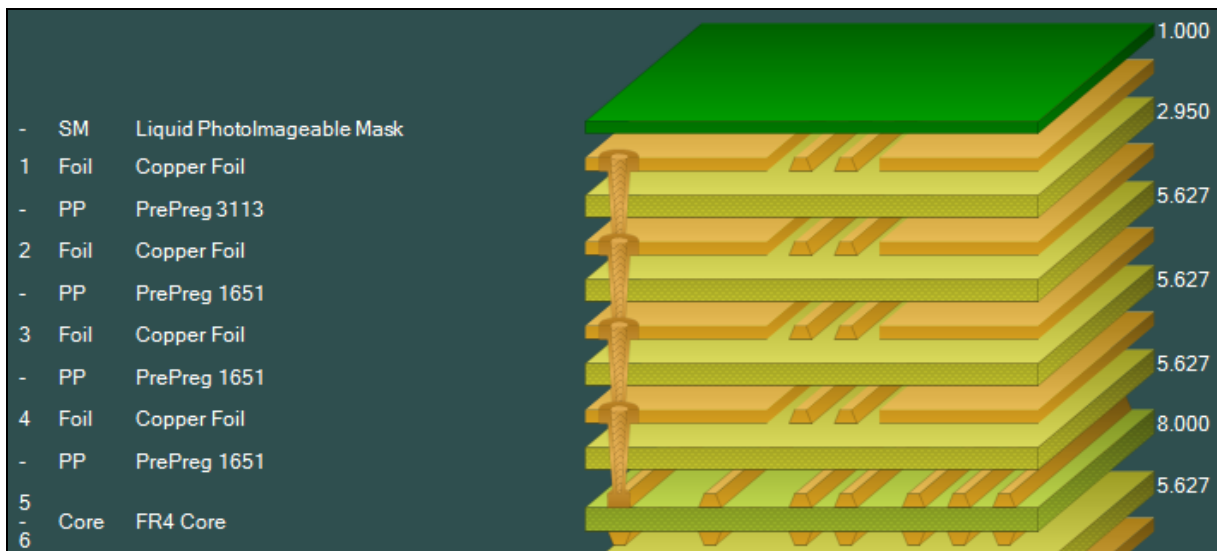 1.000
- SM Liquid PhotoImageable Mask
2.950
1 Foil Copper Foil
- PP PrePreg 3113
5.627
2 Foil Copper Foil
- PP PrePreg 1651
5.627
3 Foil Copper Foil
- PP PrePreg 1651
5.627
4 Foil Copper Foil
8.000
- PP PrePreg 1651
5.627
5
- Core FR4 Core
6